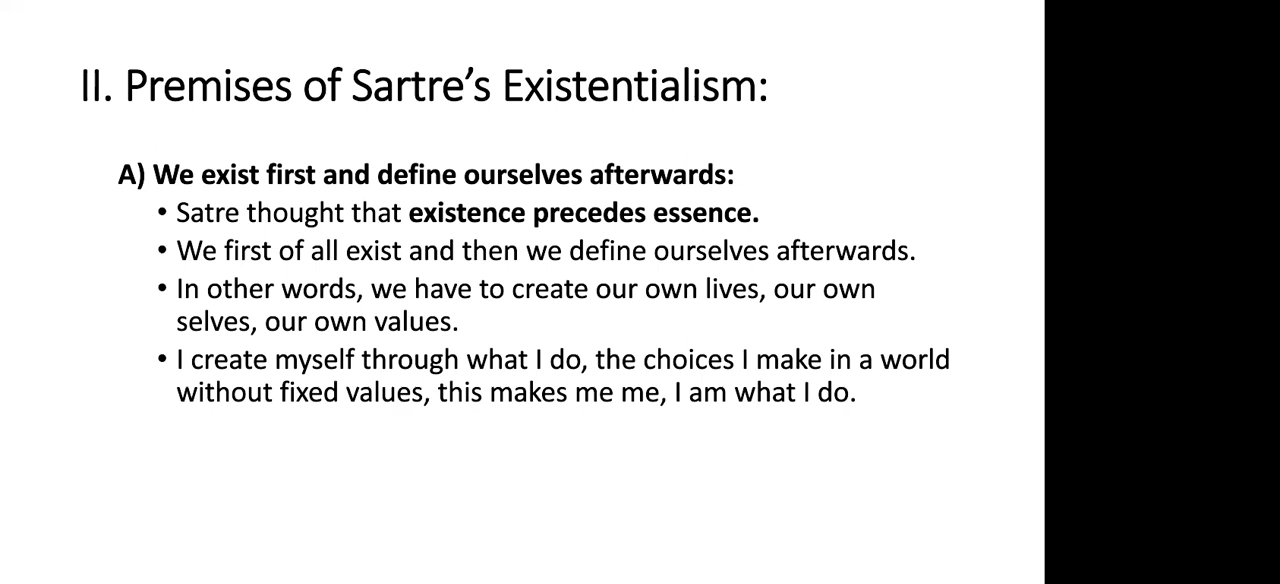 II. Premises of Sartre’s Existentialism:
A) We exist first and define ourselves afterwards:
• Satre thought that existence precedes essence.
• We first of all exist and then we define ourselves afterwards.
• In other words, we have to create our own lives, our own
selves, our own values.
• I create myself through what I do, the choices I make in a world
without fixed values, this makes me me, I am what I do.